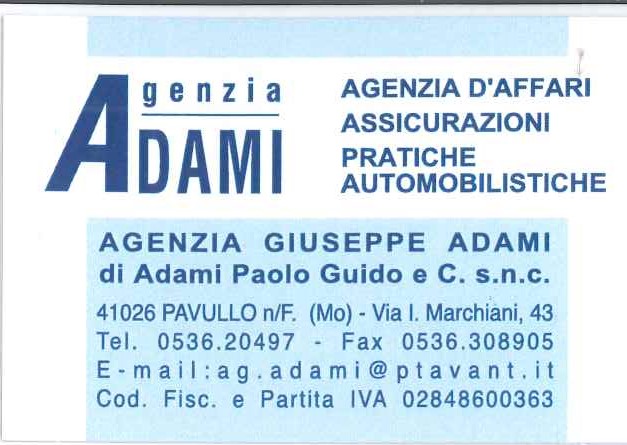 Agenzia
ADAMI
AGENZIA D'AFFARI
ASSICURAZIONI
PRATICHE
AUTOMOBILISTICHE
AGENZIA GIUSEPPE ADAMI
di Adami Paolo Guido e C. s.n.c.
41026 PAVULLO n/F. (Mo) - Via I. Marchiani, 43
Tel. 0536.20497 - Fax 0536.308905
E-mail:ag.adami@ptavant.it
Cod. Fisc. e Partita IVA 02848600363